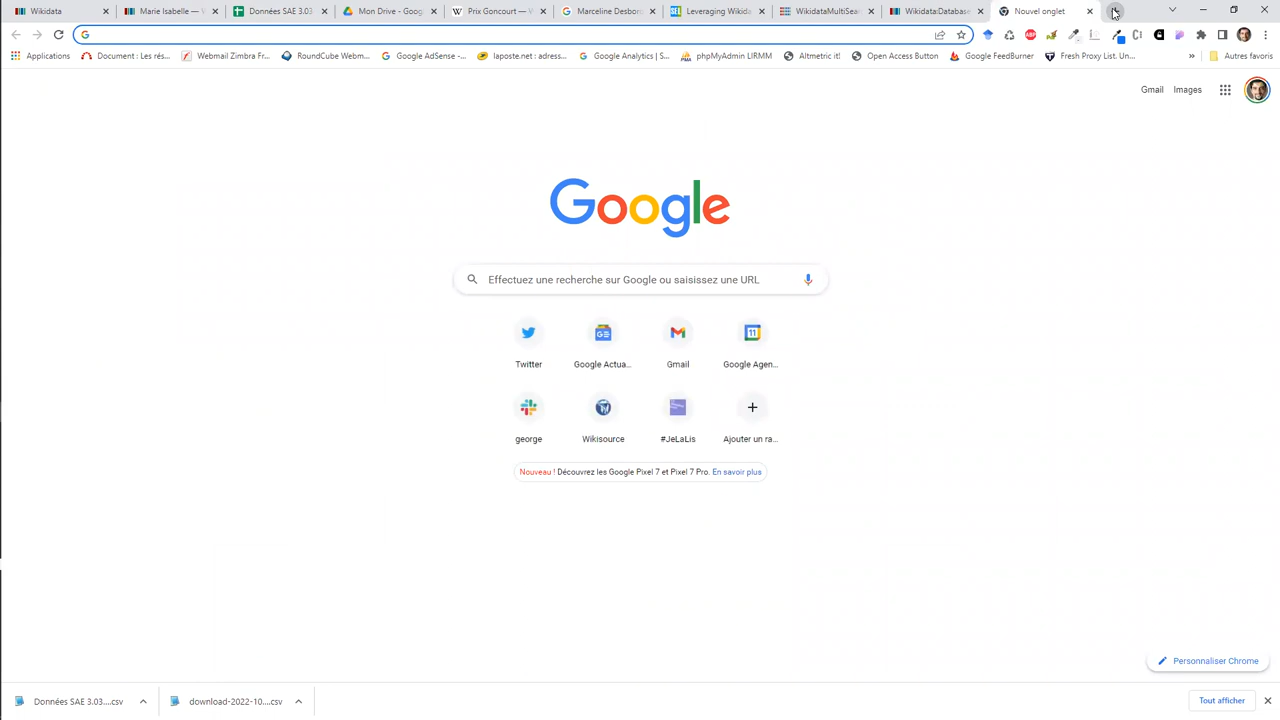 Wikidata
Marie Isabelle — W
Données SAE 3.03
Mon Drive - Goog
Prix Goncourt — W
Marceline Desbor
Leveraging Wikida
WikidataMultiSear
Wikidata:Database
Nouvel onglet
Applications
Document : Les rés...
Webmail Zimbra Fr...
RoundCube Webm...
Google AdSense -...
laposte.net : adress...
Google Analytics | S...
phpMyAdmin LIRMM
Altmetric it!
Open Access Button
Google FeedBurner
Fresh Proxy List. Un...
»
Autres favoris
Gmail
Images
Google
Effectuez une recherche sur Google ou saisissez une URL
Twitter
Google Actua...
Gmail
Google Agen...
george
Wikisource
#JeLaLis
Ajouter un ra...
Nouveau ! Découvrez les Google Pixel 7 et Pixel 7 Pro. En savoir plus
Personnaliser Chrome
Données SAE 3.03....csv
download-2022-10....csv
Tout afficher